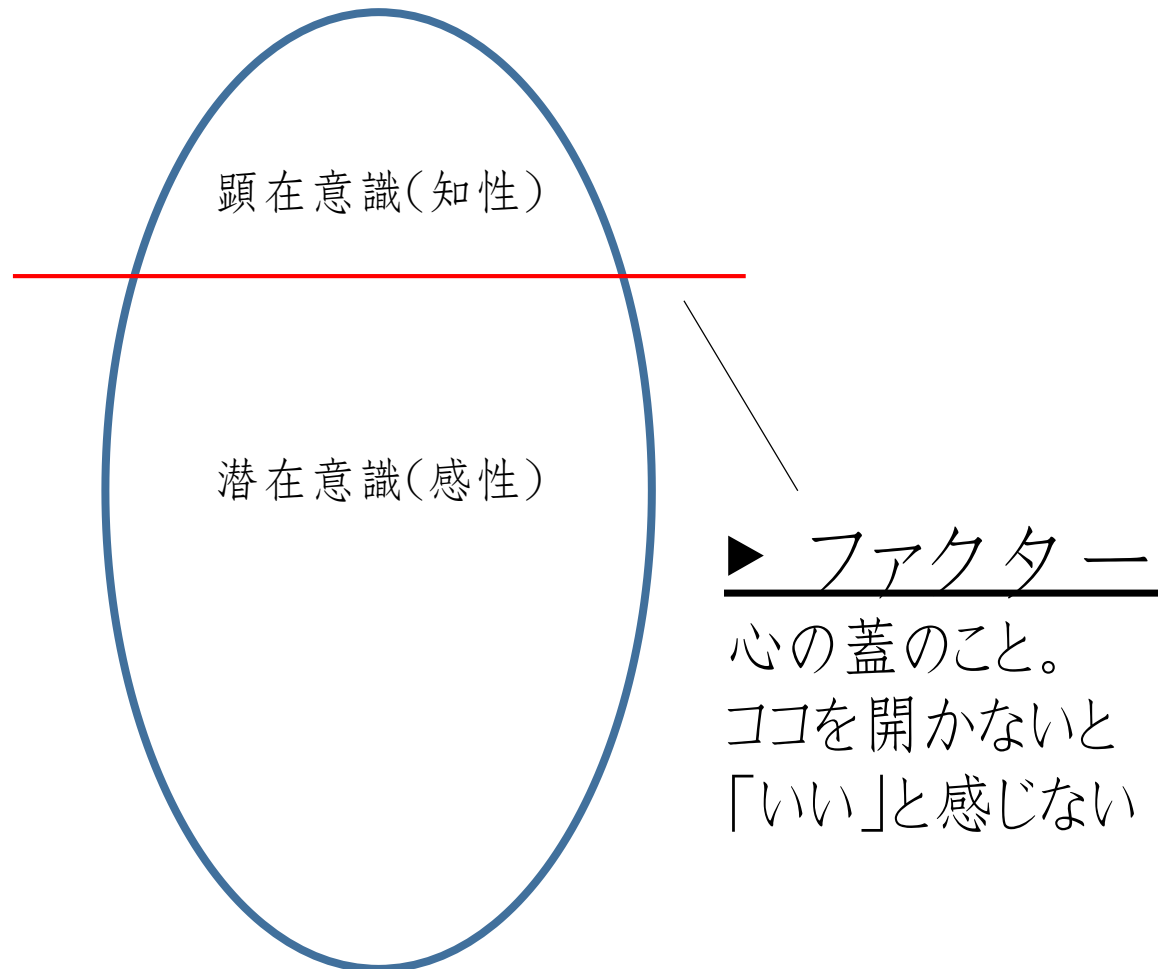 顕在意識(知性)
潜在意識(感性)
▶ ファクター
心の蓋のこと。
ココを開かないと
「いい」と感じない